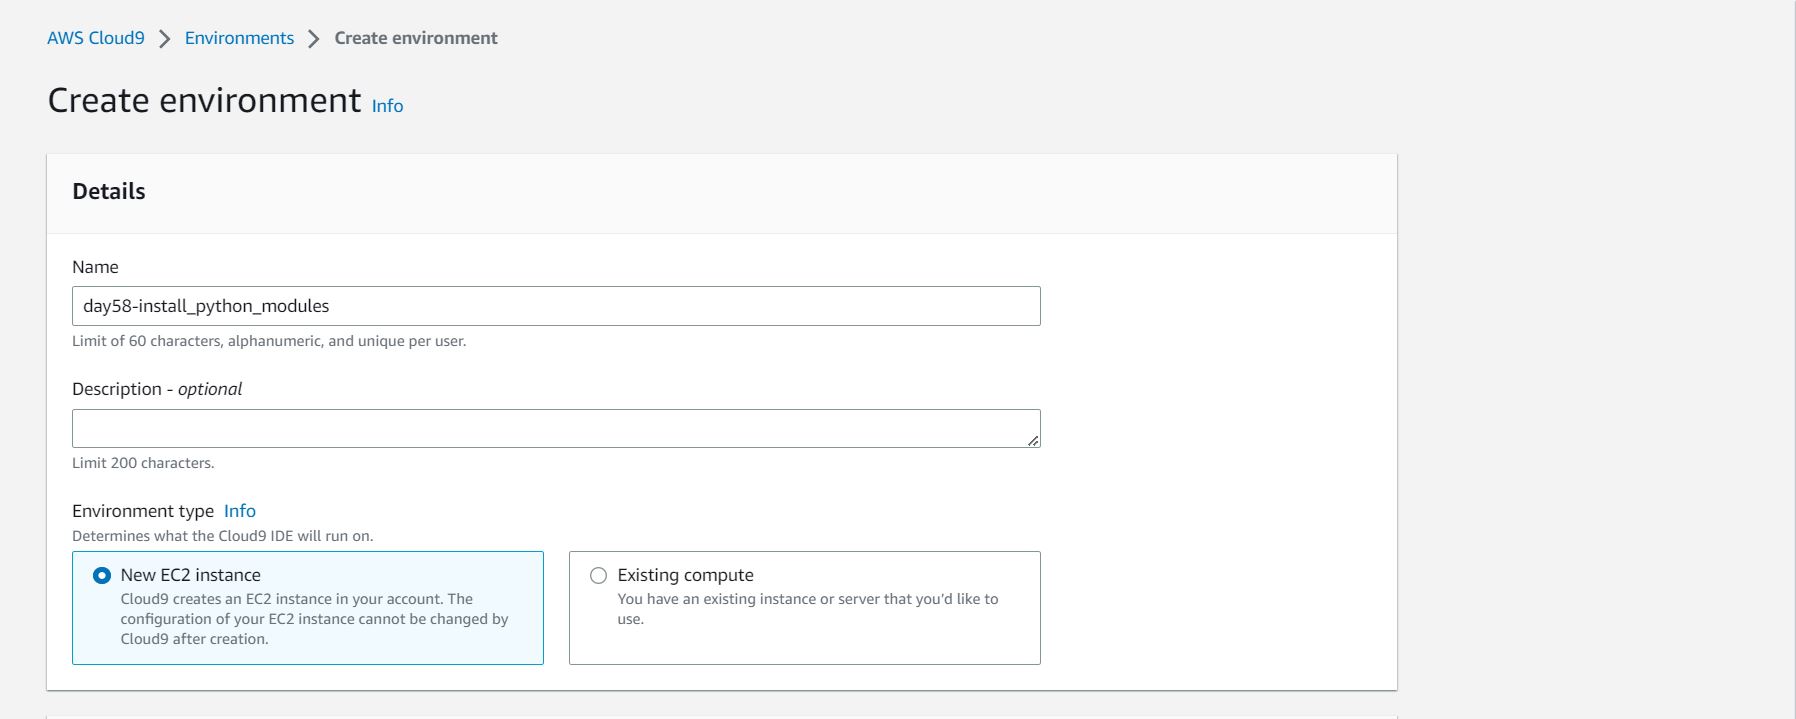 AWS Cloud9 > Environments > Create environment
Create environment Info
Details
Name
day58-install_python_modules
Limit of 60 characters, alphanumeric, and unique per user.
Description - optional
Limit 200 characters.
Environment type Info
Determines what the Cloud9 IDE will run on.
New EC2 instance
Cloud9 creates an EC2 instance in your account. The
configuration of your EC2 instance cannot be changed by
Cloud9 after creation.
Existing compute
You have an existing instance or server that you'd like to
use.